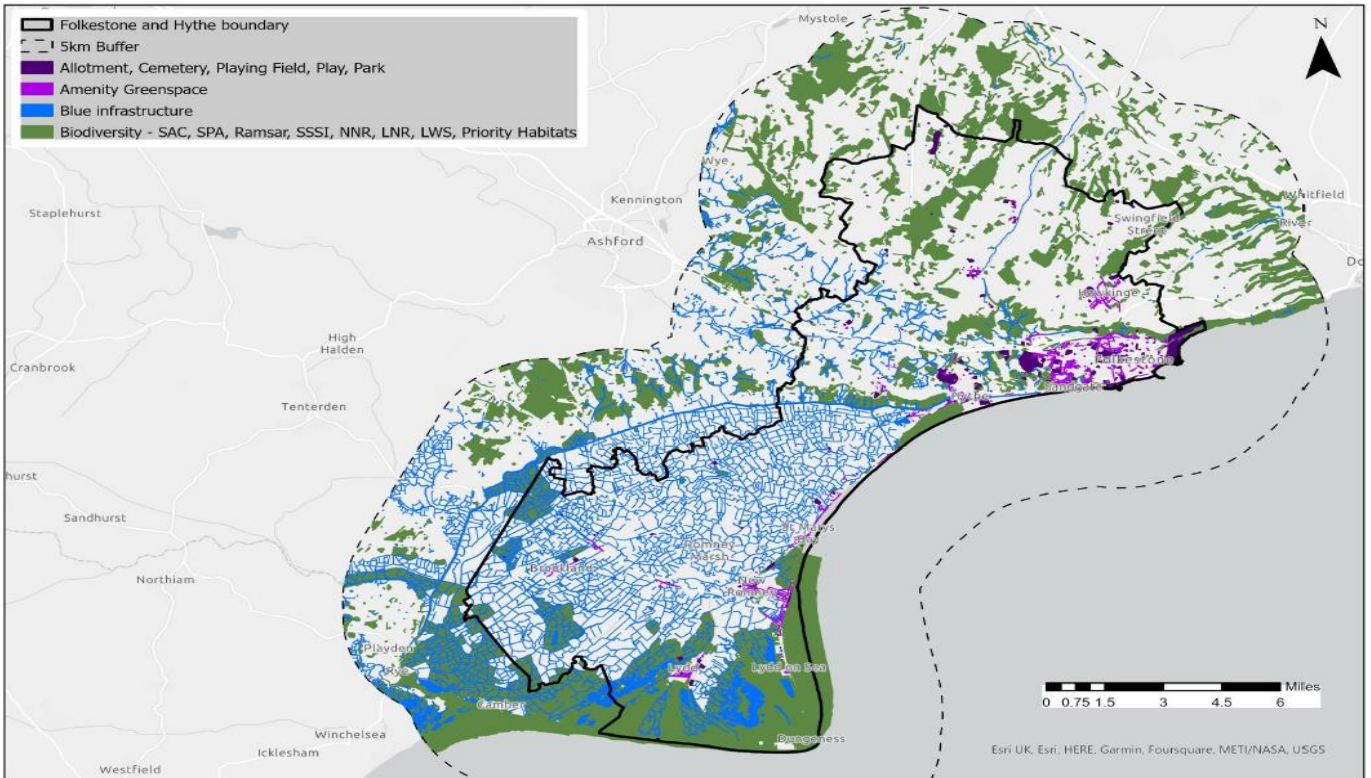 Folkestone and Hythe boundary
5km Buffer
Allotment, Cemetery, Playing Field, Play, Park
Amenity Greenspace
Blue infrastructure
Biodiversity - SAC, SPA, Ramsar, SSSI, NNR, LNR, LWS, Priority Habitats
Mystole
N
Wye
Whitfield
Kennington
Staplehurst
River
Swingfield
Street
Ashford
Do
Hawkinge
High
Halden
Folkestone
Cranbrook
Sandgate
Hythe
Tenterden
hurst
Sandhurst
St Marys
Bay
Romney
Marsh
Brookland
Northiam
New
Romney
Playden
Rye
Lydd
Lydd on Sea
Camber
Miles
0 0.75 1.5 3 4.5 6
Winchelsea
Dungeness
Icklesham
Esri UK, Esri, HERE, Garmin, Foursquare, METI/NASA, USGS
Westfield